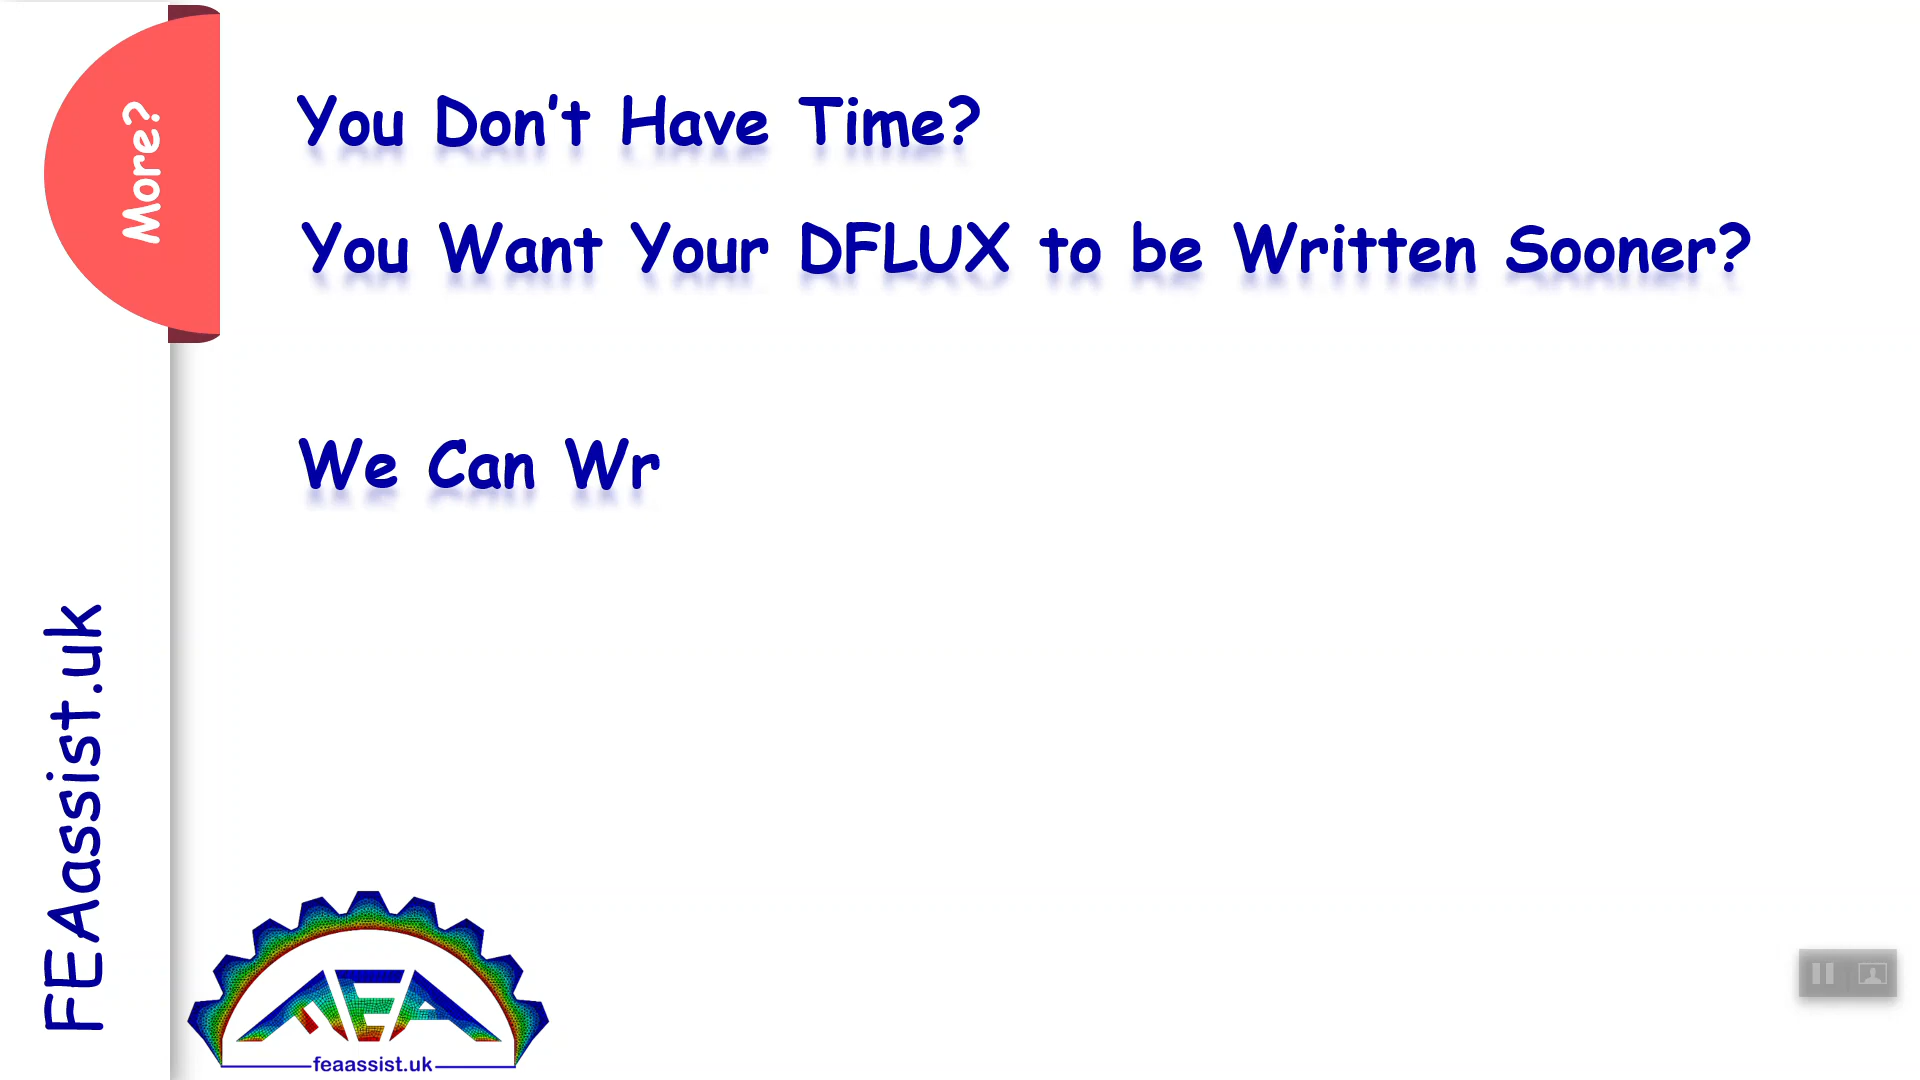 More?
You Don't Have Time?
You Want Your DFLUX to be Written Sooner?
We Can Wr
FEAassist.uk
FEA
feaassist.uk